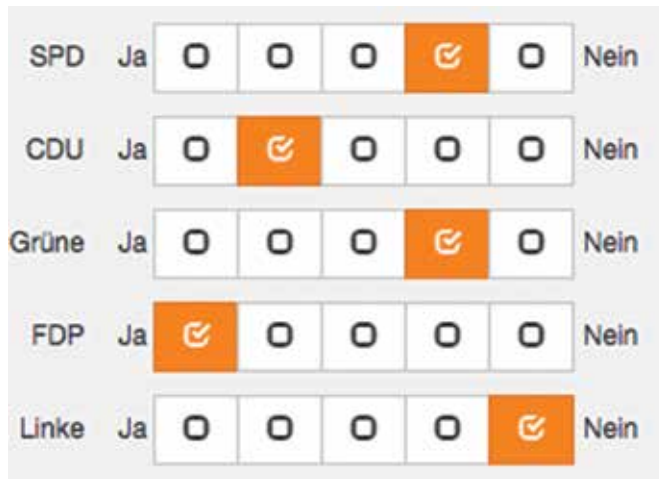 SPD Ja Nein
CDU Ja Nein
Grüne Ja Nein
FDP Ja Nein
Linke Ja Nein